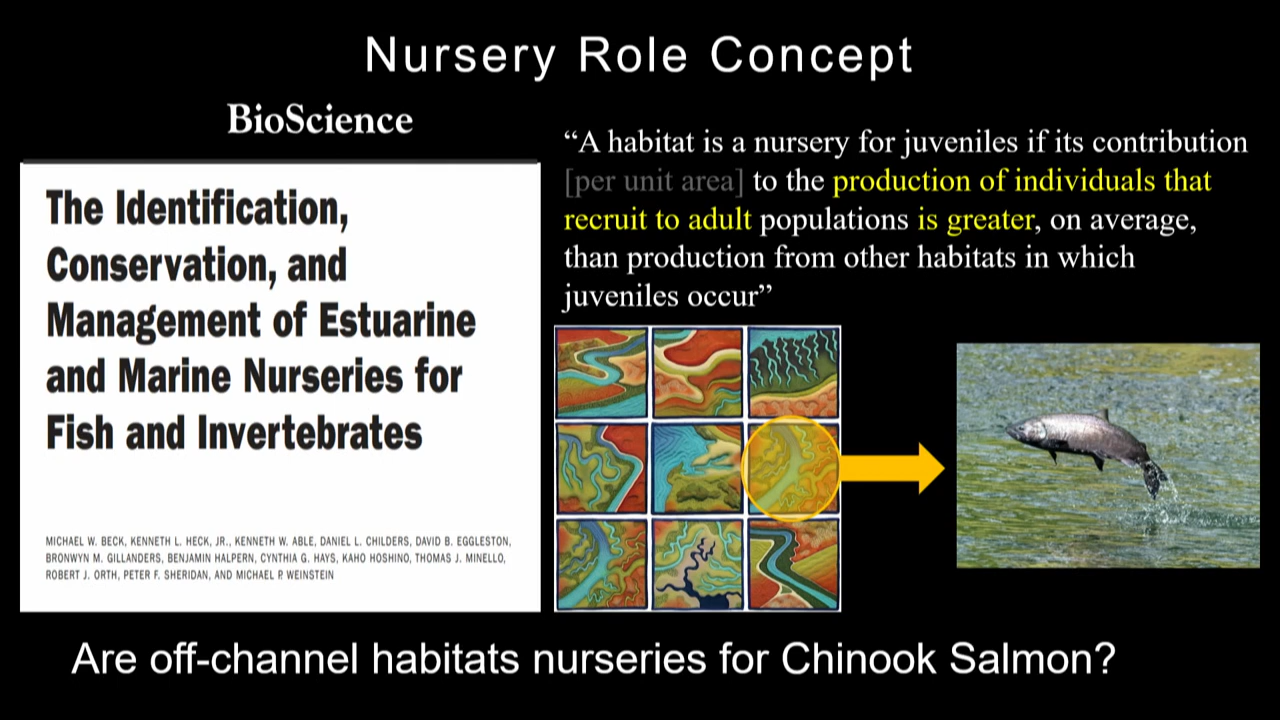 Nursery Role Concept
BioScience
The Identification,
Conservation, and
Management of Estuarine
and Marine Nurseries for
Fish and Invertebrates
MICHAEL W. BECK, KENNETH L. HECK, JR., KENNETH W. ABLE, DANIEL L. CHILDERS, DAVID B. EGGLESTON,
BRONWYN M. GILLANDERS, BENJAMIN HALPERN, CYNTHIA G. HAYS, KAHO HOSHINO, THOMAS J. MINELLO,
ROBERT J. ORTH, PETER F. SHERIDAN, AND MICHAEL P. WEINSTEIN
“A habitat is a nursery for juveniles if its contribution
[per unit area] to the production of individuals that
recruit to adult populations is greater, on average,
than production from other habitats in which
juveniles occur”
Are off-channel habitats nurseries for Chinook Salmon?